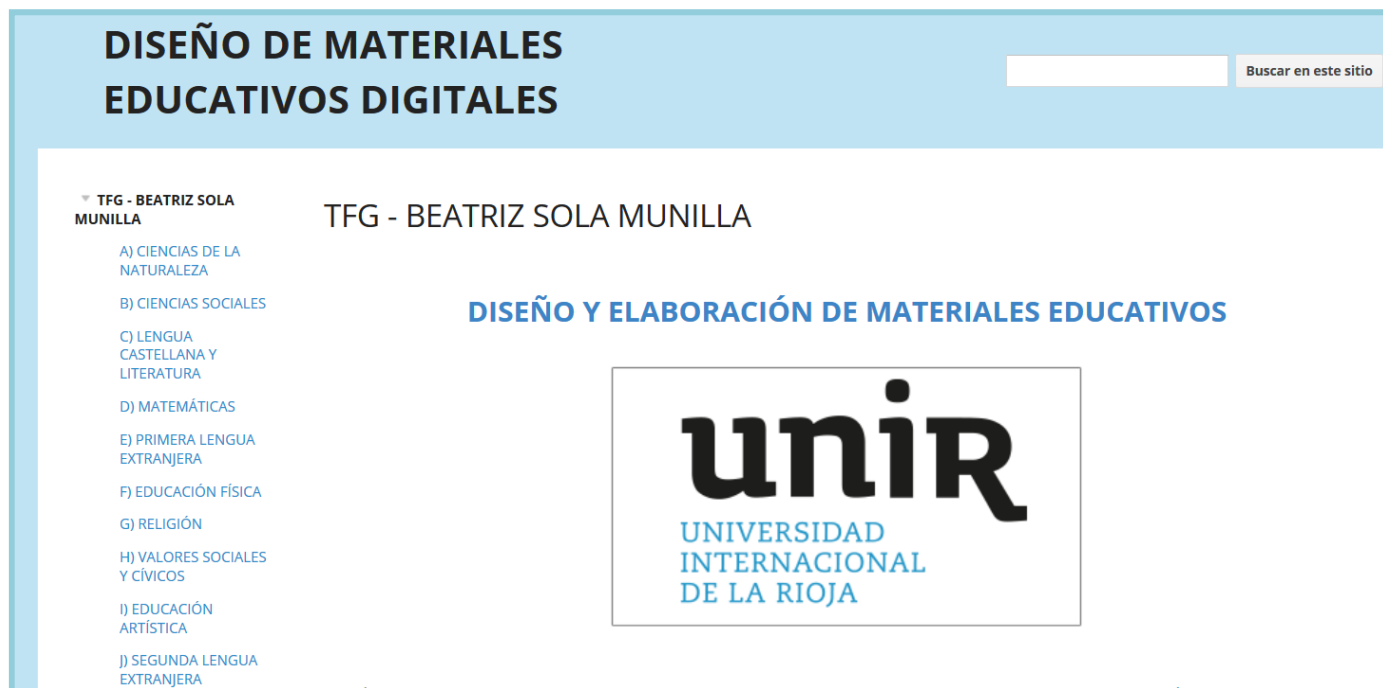 DISEÑO DE MATERIALES
EDUCATIVOS DIGITALES
Buscar en este sitio
TFG - BEATRIZ SOLA
MUNILLA
A) CIENCIAS DE LA
NATURALEZA
B) CIENCIAS SOCIALES
C) LENGUA
CASTELLANA Y
LITERATURA
D) MATEMÁTICAS
E) PRIMERA LENGUA
EXTRANJERA
F) EDUCACIÓN FÍSICA
G) RELIGIÓN
H) VALORES SOCIALES
Y CÍVICOS
I) EDUCACIÓN
ARTÍSTICA
J) SEGUNDA LENGUA
EXTRANJERA
TFG - BEATRIZ SOLA MUNILLA
DISEÑO Y ELABORACIÓN DE MATERIALES EDUCATIVOS
uniR
UNIVERSIDAD
INTERNACIONAL
DE LA RIOJA